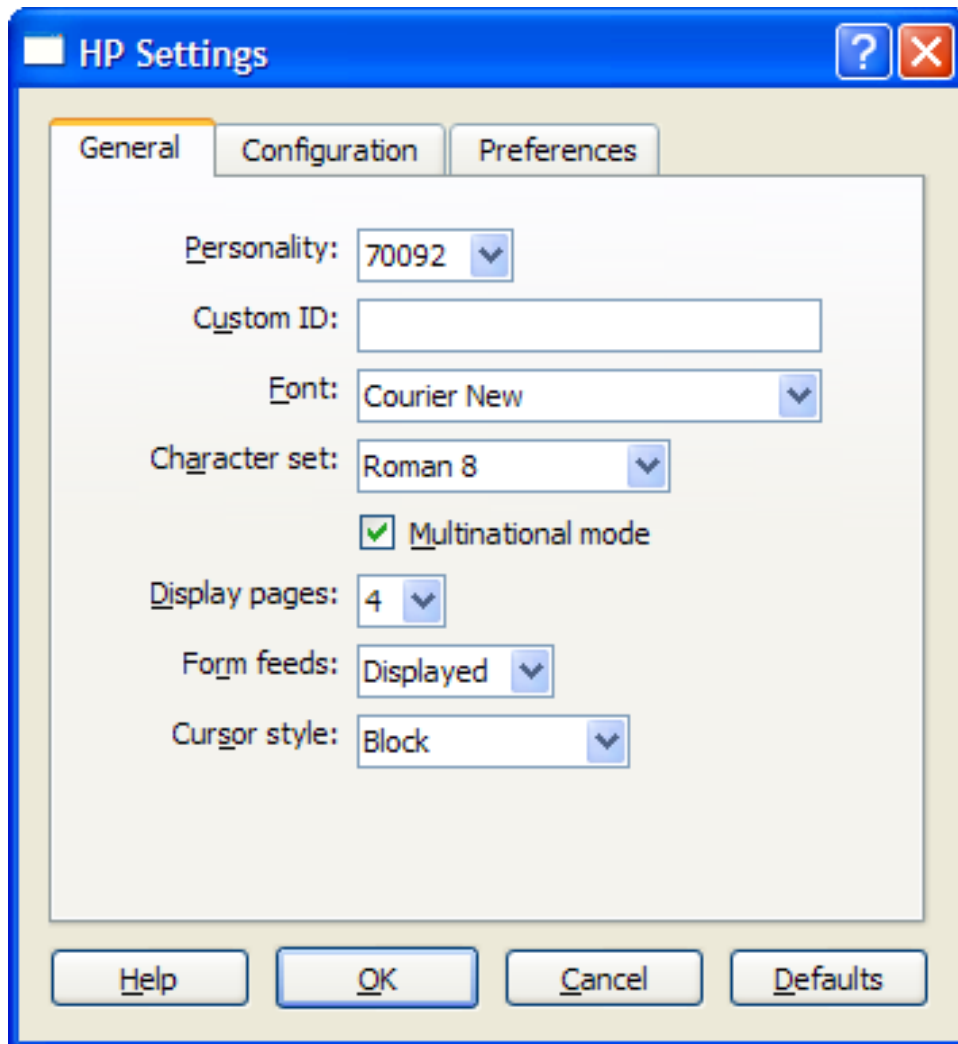 HP Settings ?
General Configuration Preferences
Personality: 70092
Custom ID:
Font: Courier New
Character set: Roman 8
Multinational mode
Display pages: 4
Form feeds: Displayed
Cursor style: Block
Help OK Cancel Defaults